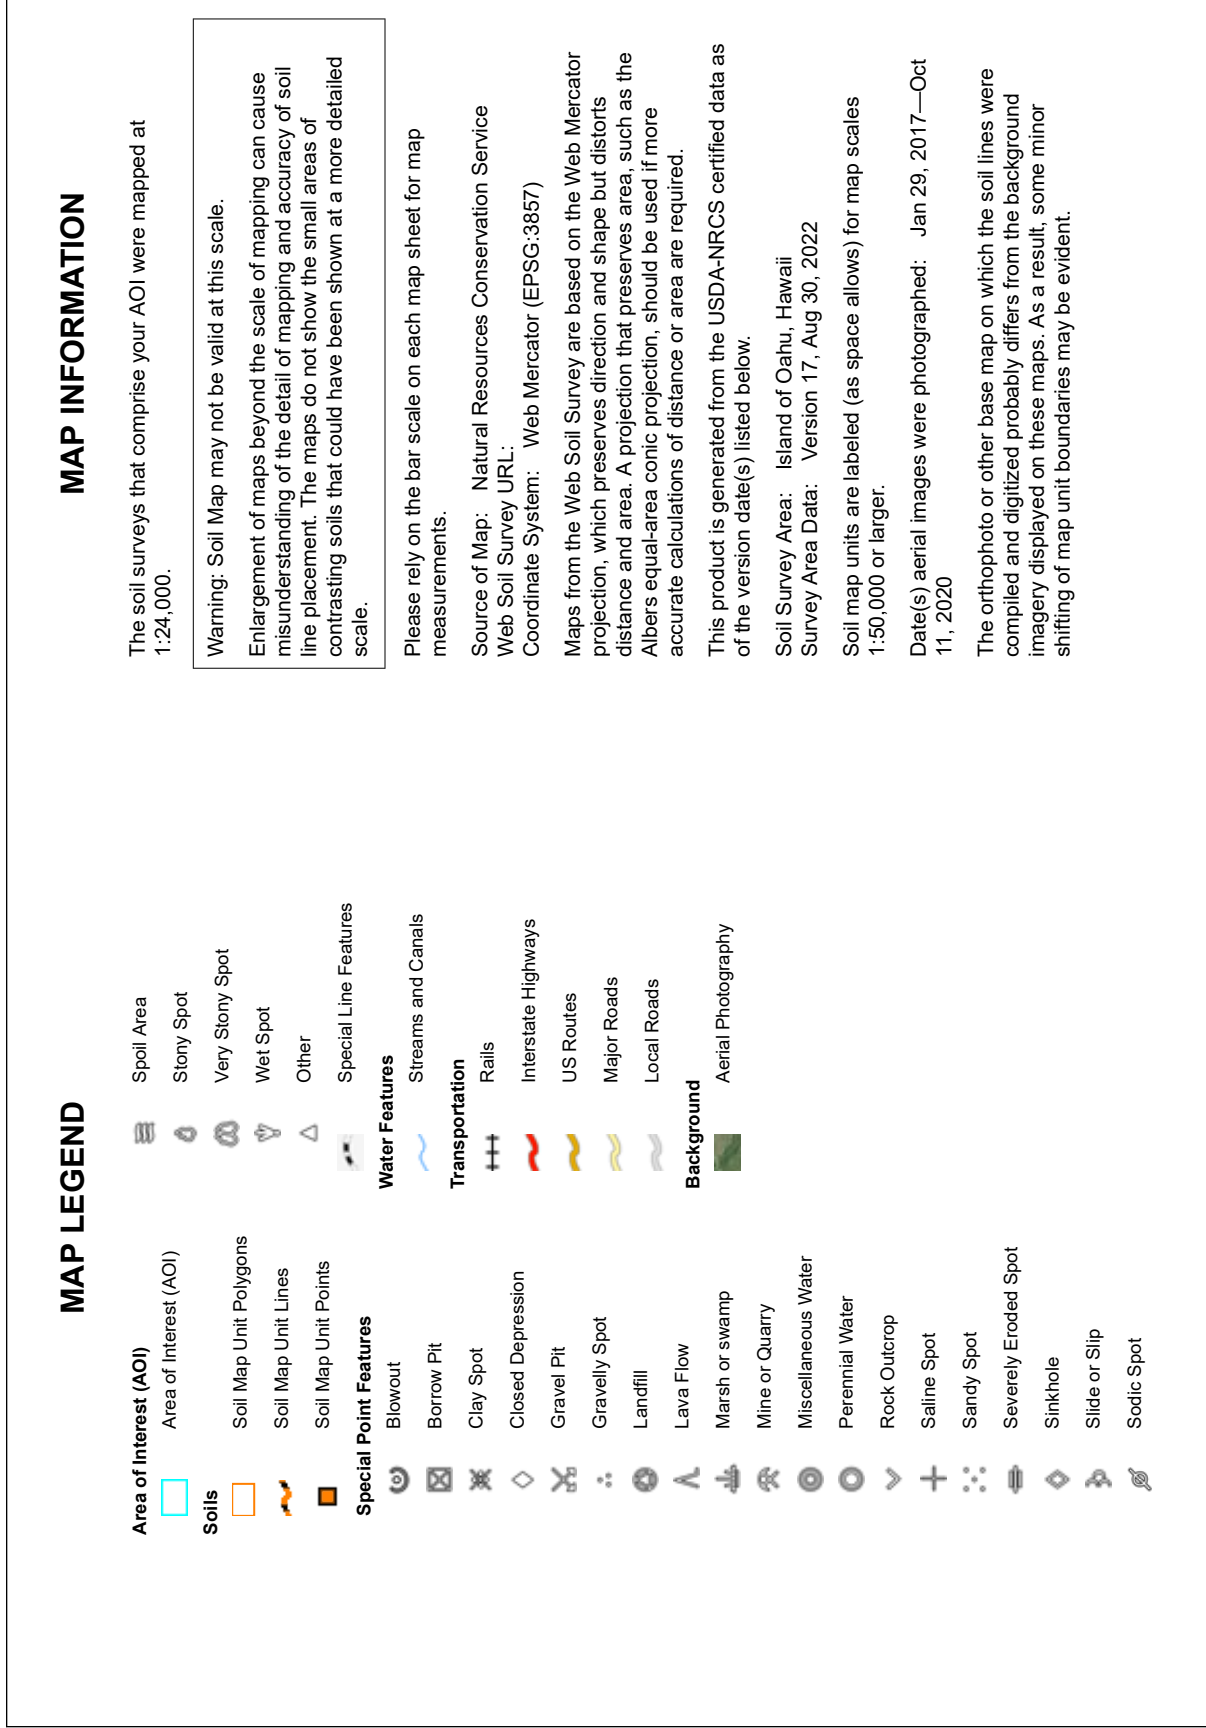 MAP LEGEND
Area of Interest (AOI)
Area of Interest (AOI)
Soils
Soil Map Unit Polygons
Soil Map Unit Lines
Soil Map Unit Points
Special Point Features
Blowout
Borrow Pit
Clay Spot
Closed Depression
Gravel Pit
Gravelly Spot
Landfill
Lava Flow
Marsh or swamp
Mine or Quarry
Miscellaneous Water
Perennial Water
Rock Outcrop
Saline Spot
Sandy Spot
Severely Eroded Spot
Sinkhole
Slide or Slip
Sodic Spot
Spoil Area
Stony Spot
Very Stony Spot
Wet Spot
Other
Special Line Features
Water Features
Streams and Canals
Transportation
Rails
Interstate Highways
US Routes
Major Roads
Local Roads
Background
Aerial Photography
MAP INFORMATION
The soil surveys that comprise your AOI were mapped at
1:24,000.
Warning: Soil Map may not be valid at this scale.
Enlargement of maps beyond the scale of mapping can cause
misunderstanding of the detail of mapping and accuracy of soil
line placement. The maps do not show the small areas of
contrasting soils that could have been shown at a more detailed
scale.
Please rely on the bar scale on each map sheet for map
measurements.
Source of Map: Natural Resources Conservation Service
Web Soil Survey URL:
Coordinate System: Web Mercator (EPSG:3857)
Maps from the Web Soil Survey are based on the Web Mercator
projection, which preserves direction and shape but distorts
distance and area. A projection that preserves area, such as the
Albers equal-area conic projection, should be used if more
accurate calculations of distance or area are required.
This product is generated from the USDA-NRCS certified data as
of the version date(s) listed below.
Soil Survey Area: Island of Oahu, Hawaii
Survey Area Data: Version 17, Aug 30, 2022
Soil map units are labeled (as space allows) for map scales
1:50,000 or larger.
Date(s) aerial images were photographed: Jan 29, 2017—Oct
11, 2020
The orthophoto or other base map on which the soil lines were
compiled and digitized probably differs from the background
imagery displayed on these maps. As a result, some minor
shifting of map unit boundaries may be evident.